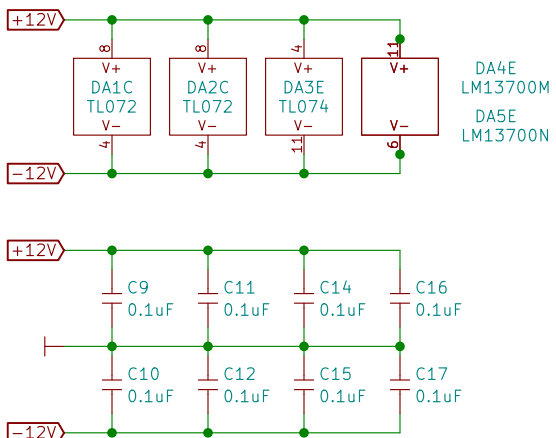 +12V
8 8 4 11
V+ V+ V+ V+
DA1C DA2C DA3E DA4E
TL072 TL072 TL074 LM13700M
DA5E
LM13700N
V- V- V- V-
4 4 11 6
-12V
+12V
C9 C11 C14 C16
0.1uF 0.1uF 0.1uF 0.1uF
C10 C12 C15 C17
0.1uF 0.1uF 0.1uF 0.1uF
-12V